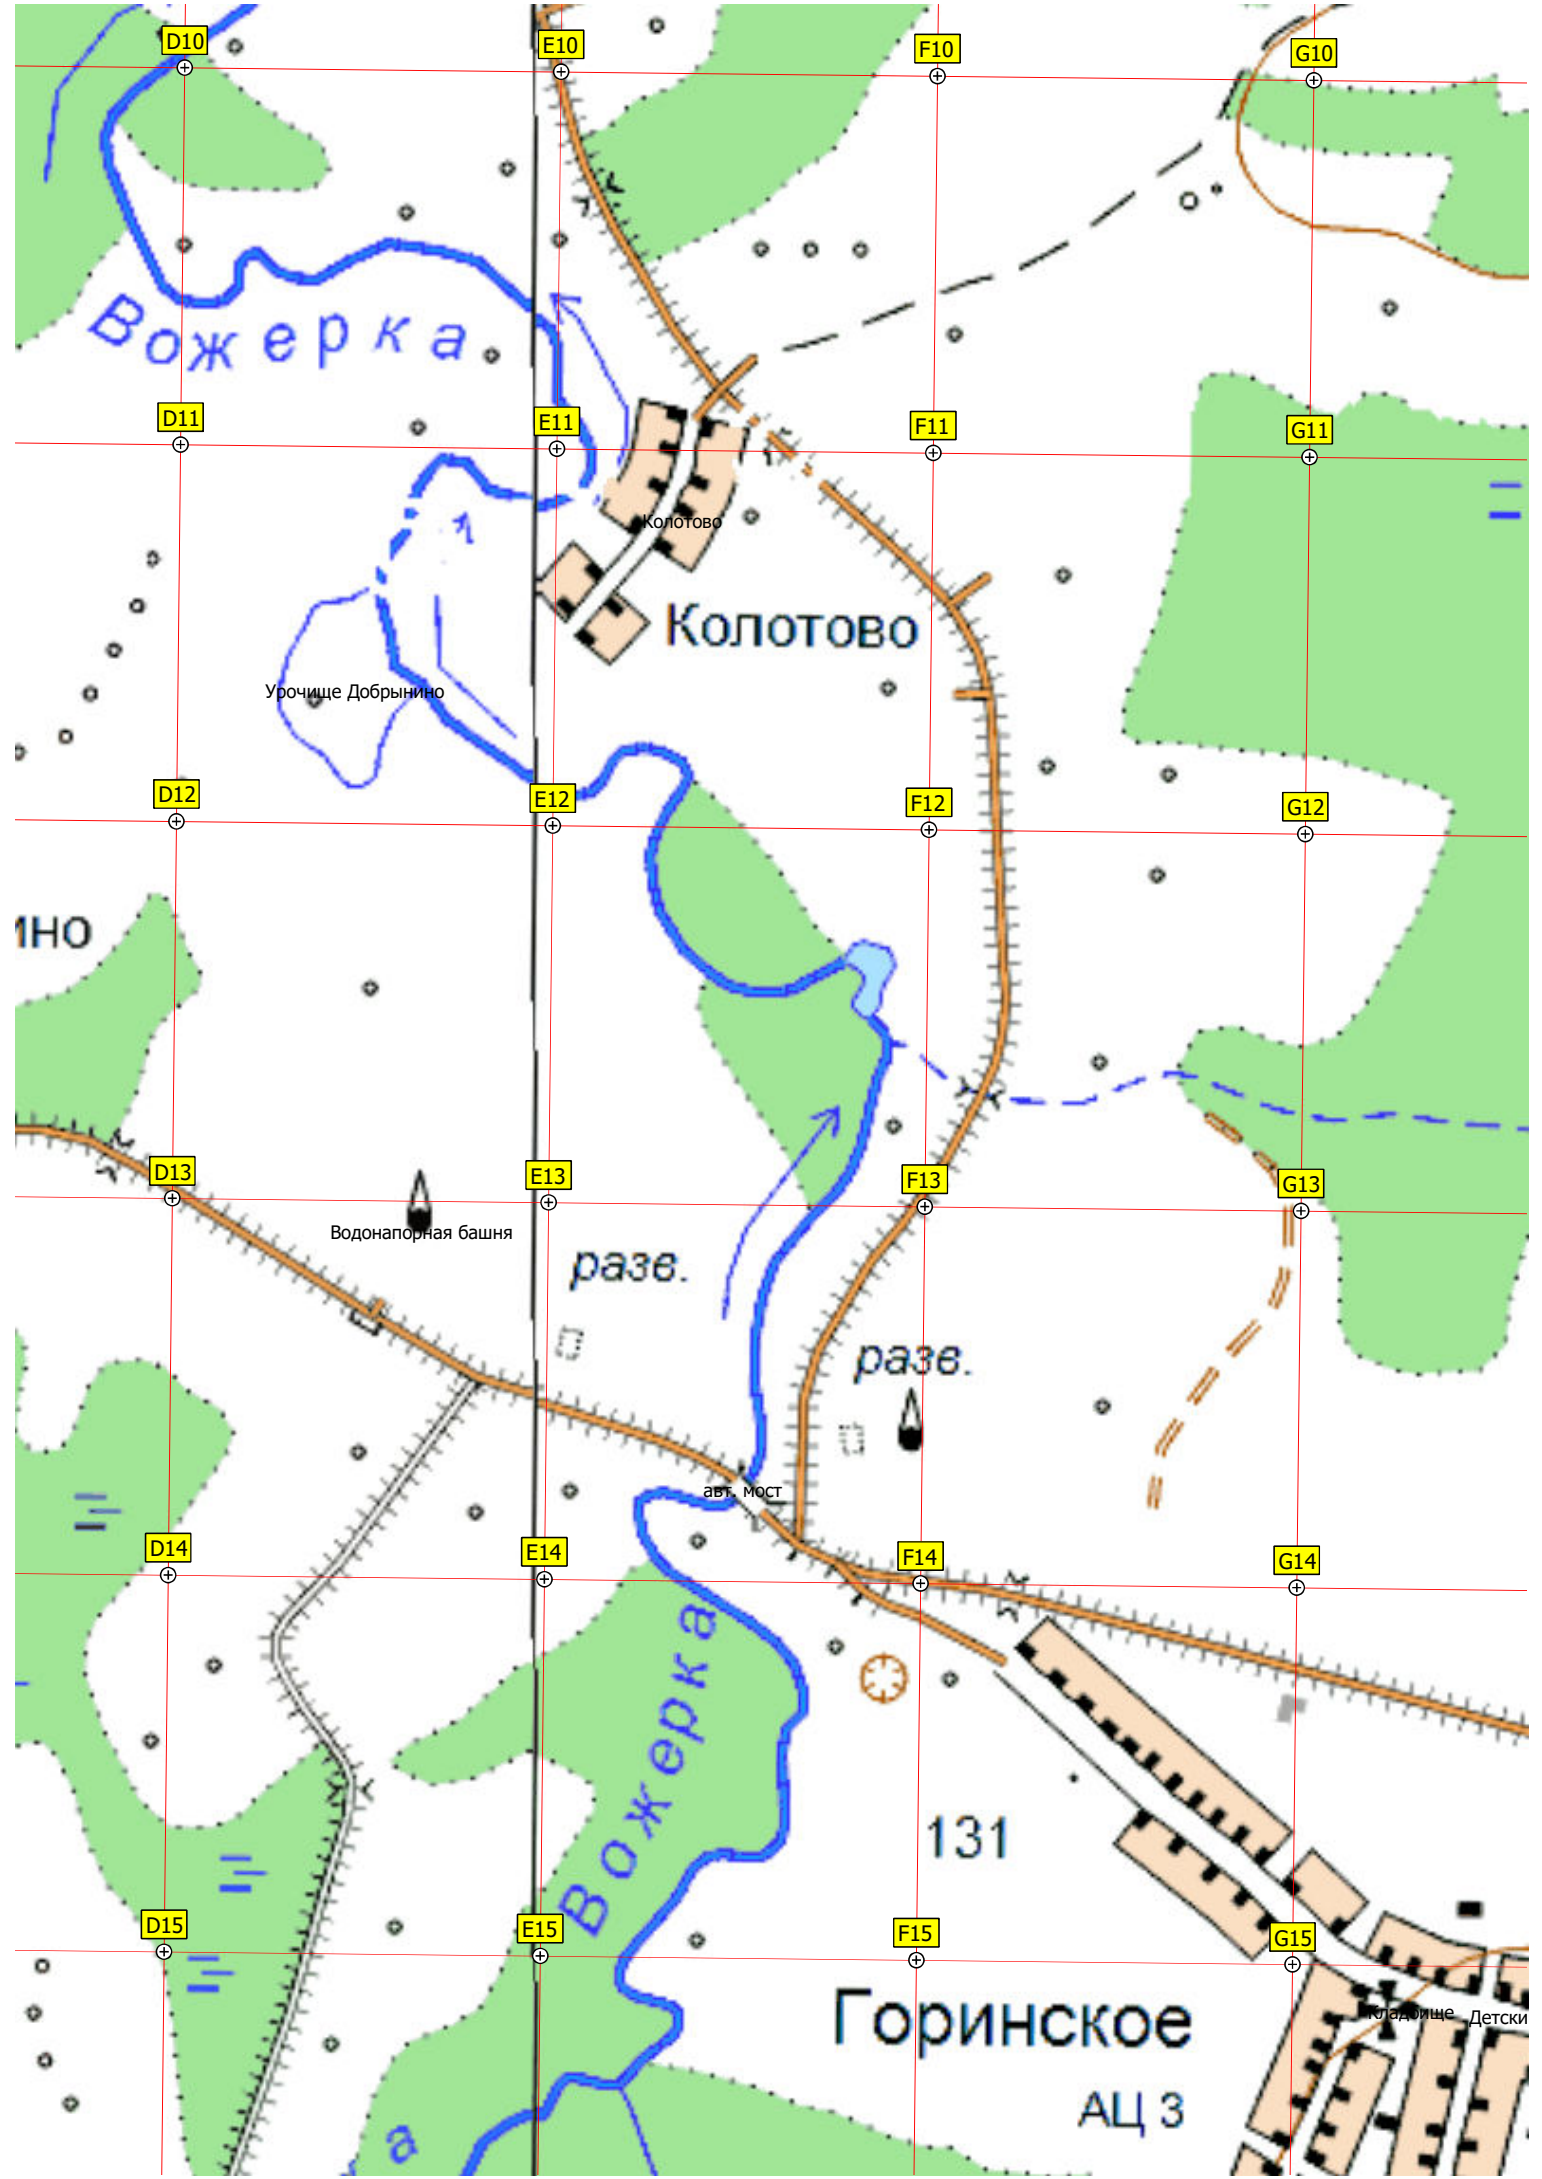 D10
E10
F10
G10
Вожерка
D11
E11
F11
G11
Колотово
Колотово
Урочище Добрынино
D12
E12
F12
G12
ино
D13
E13
F13
G13
Водонапорная башня
разв.
разв.
авт. мост
D14
E14
F14
G14
Вожерка
131
D15
E15
F15
G15
Горинское
Кладбище
Детски
АЦ 3
а